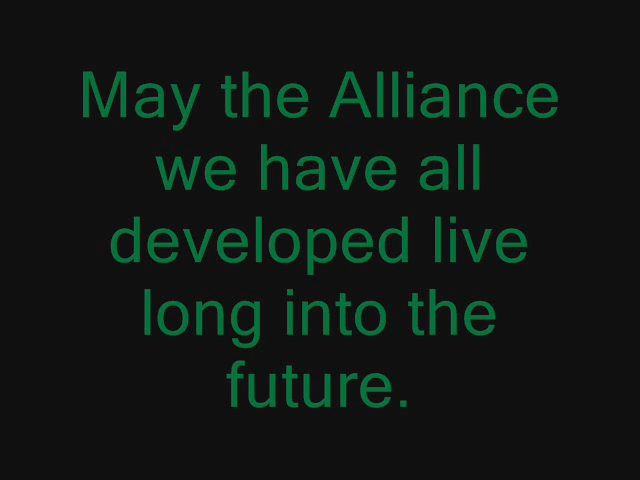 May the Alliance
we have all
developed live
long into the
future.